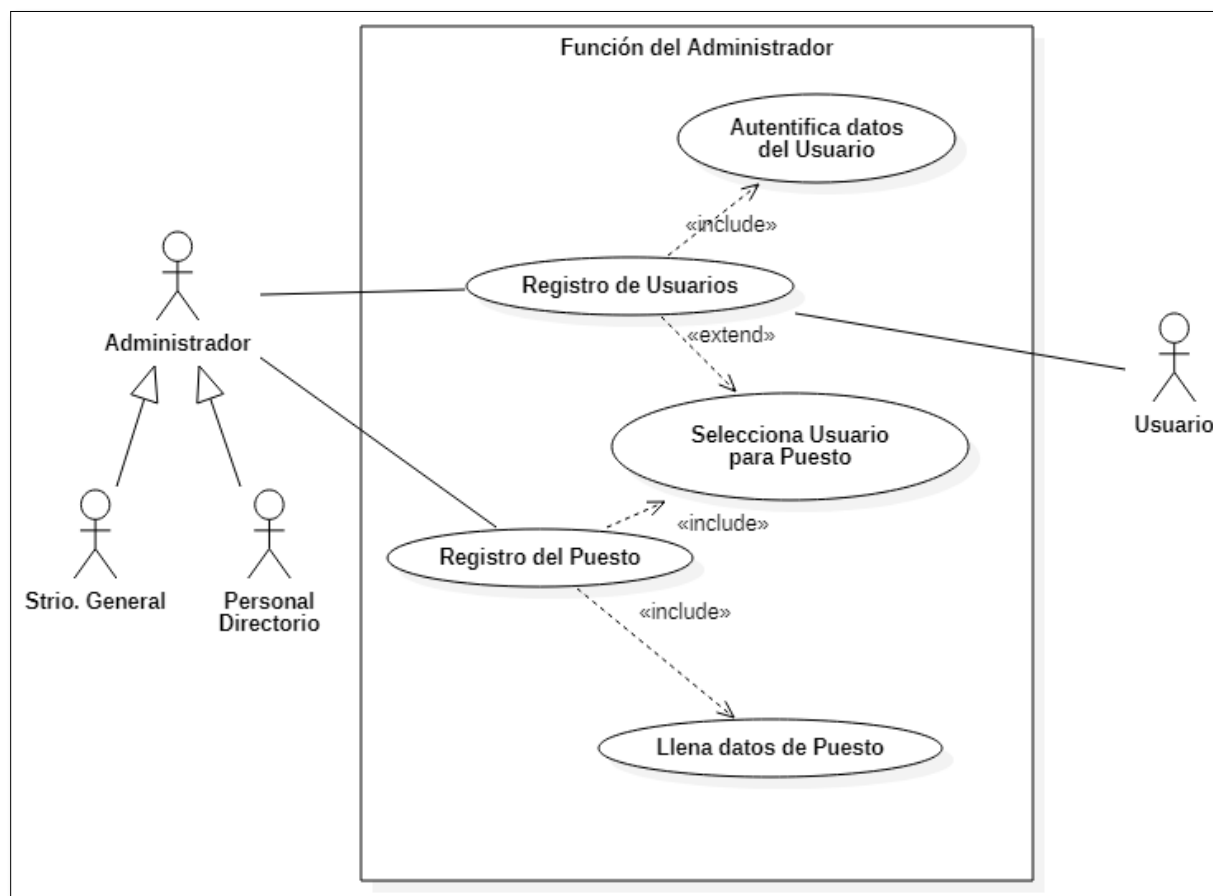 Función del Administrador
Autentifica datos
del Usuario
«include»
Registro de Usuarios
«extend»
Administrador
Usuario
Selecciona Usuario
para Puesto
«include»
Registro del Puesto
Strio. General
Personal
Directorio
«include»
Llena datos de Puesto